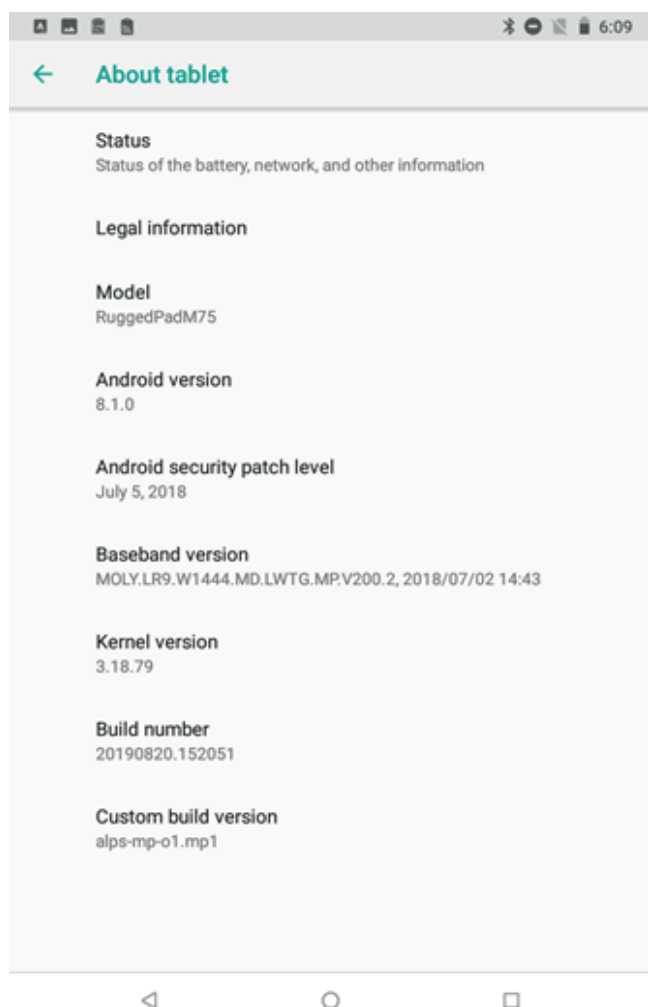 6:09
About tablet
Status
Status of the battery, network, and other information
Legal information
Model
RuggedPadM75
Android version
8.1.0
Android security patch level
July 5, 2018
Baseband version
MOLY.LR9.W1444.MD.LWTG.MP.V200.2, 2018/07/02 14:43
Kernel version
3.18.79
Build number
20190820.152051
Custom build version
alps-mp-o1.mp1